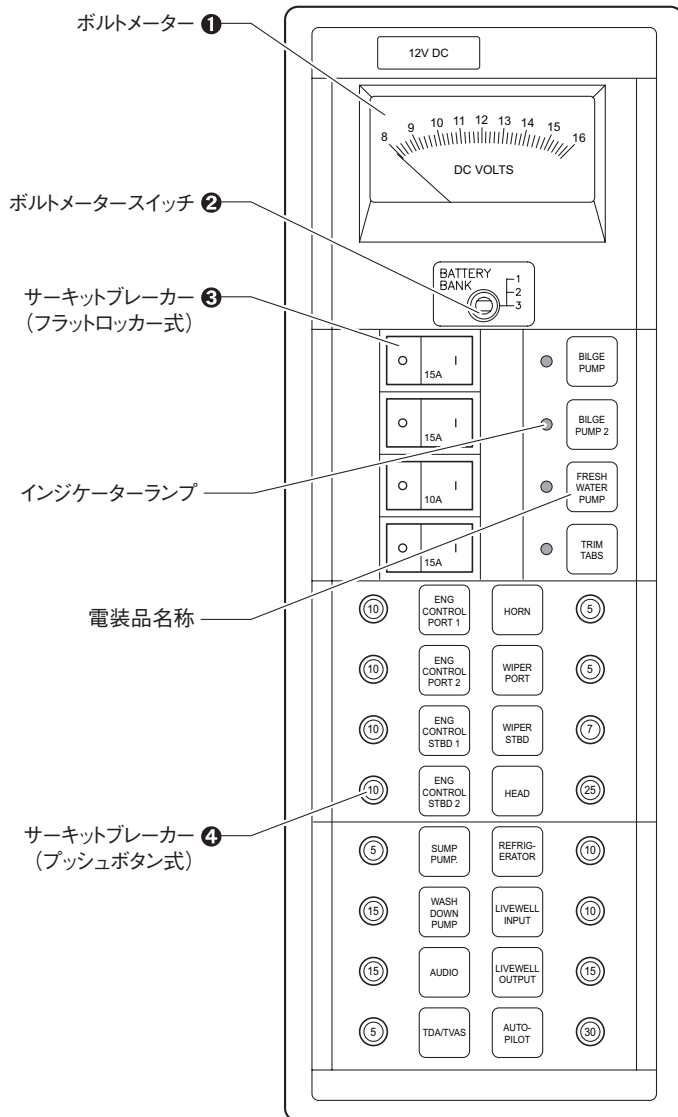 ボルトメーター ❶
12V DC
8 9 10 11 12 13 14 15 16
DC VOLTS
ボルトメータースイッチ ❷
BATTERY
BANK
1
2
3
サーキットブレーカー ❸
（フラットロッカー式）
O 15A I
BILGE
PUMP
O 15A I
BILGE
PUMP 2
インジケーターランプ
O 10A I
FRESH
WATER
PUMP
O 15A I
TRIM
TABS
電装品名称
10
ENG
CONTROL
PORT 1
HORN
5
10
ENG
CONTROL
PORT 2
WIPER
PORT
5
10
ENG
CONTROL
STBD 1
WIPER
STBD
7
10
ENG
CONTROL
STBD 2
HEAD
25
サーキットブレーカー ❹
（プッシュボタン式）
5
SUMP
PUMP.
REFRIG-
ERATOR
10
15
WASH
DOWN
PUMP
LIVEWELL
INPUT
10
15
AUDIO
LIVEWELL
OUTPUT
15
5
TDA/TVAS
AUTO-
PILOT
30